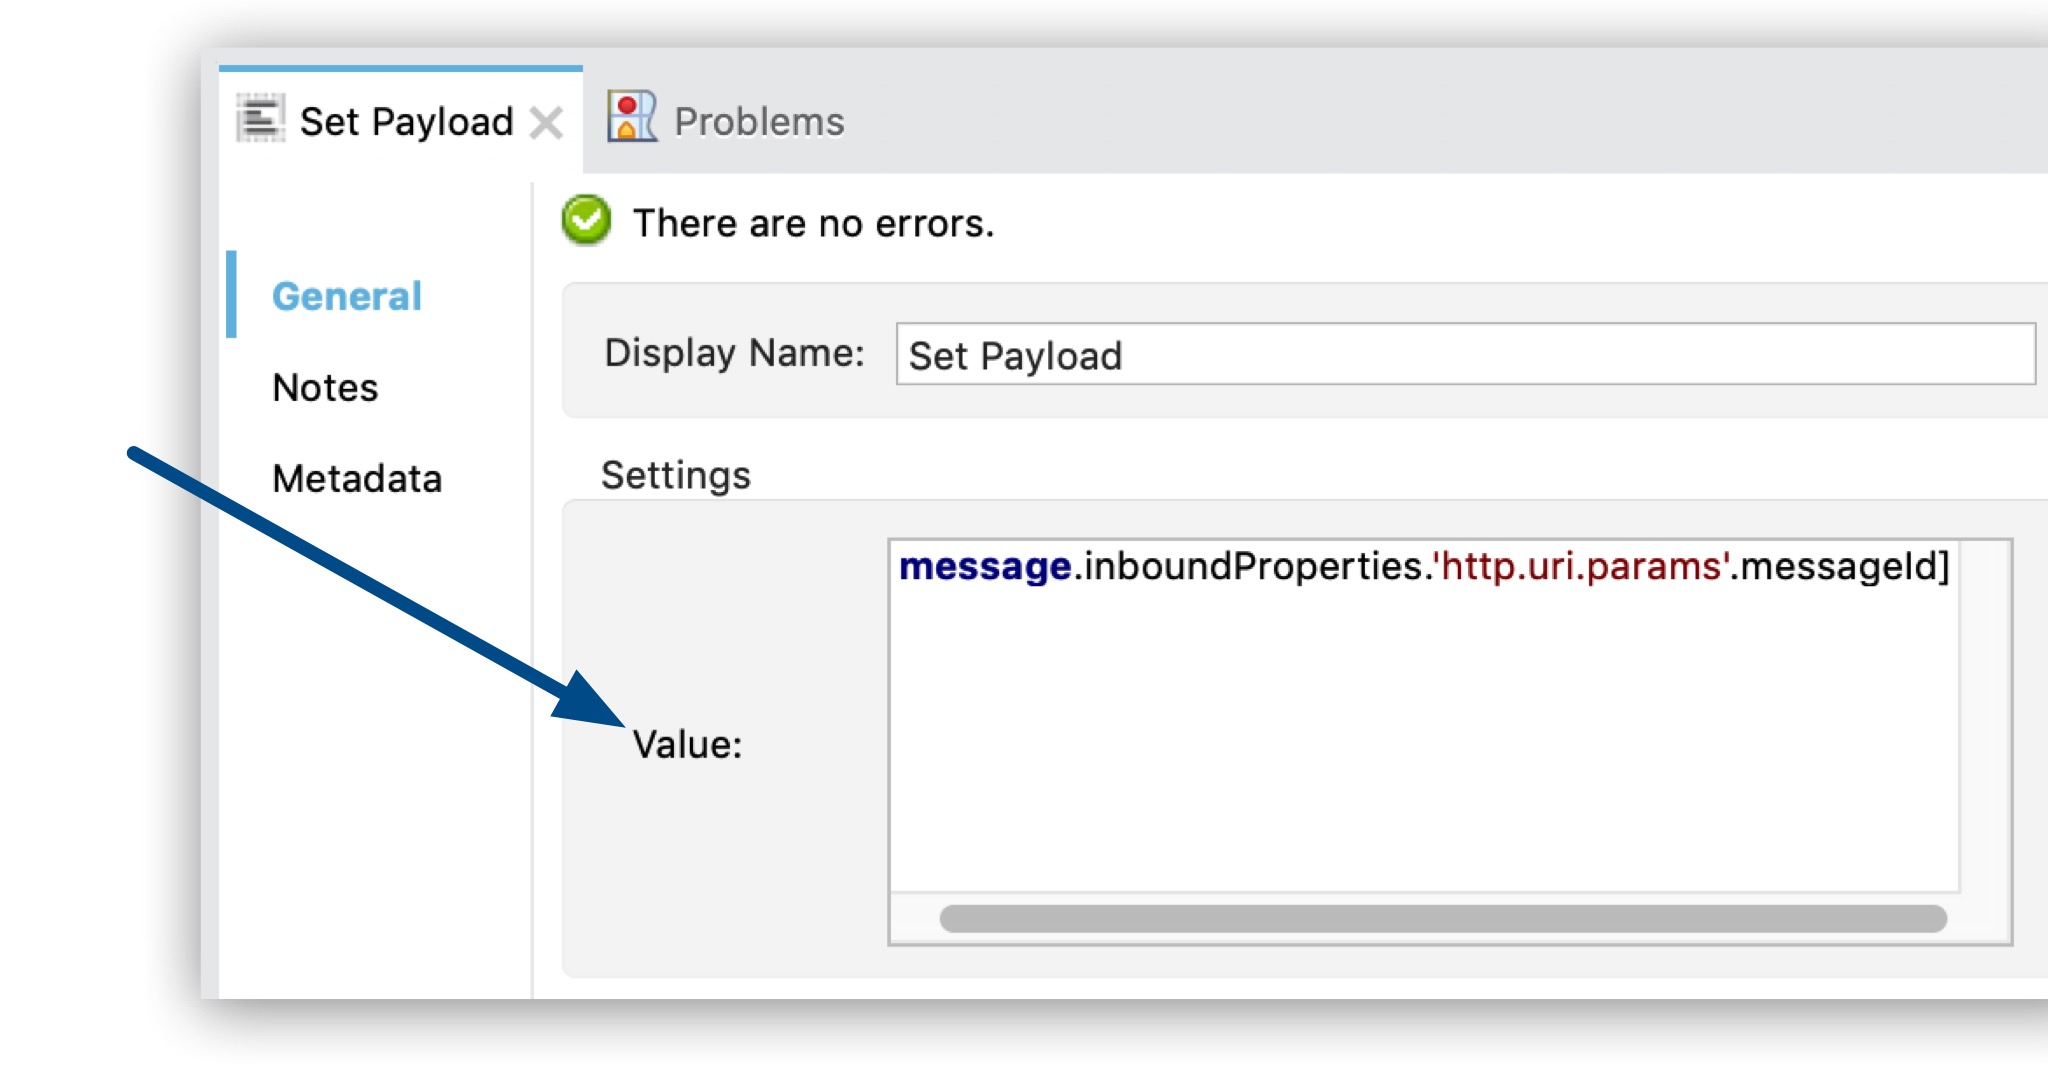 Set Payload
Problems
There are no errors.
General
Display Name: Set Payload
Notes
Metadata
Settings
message.inboundProperties.'http.uri.params'.messageId]
Value: